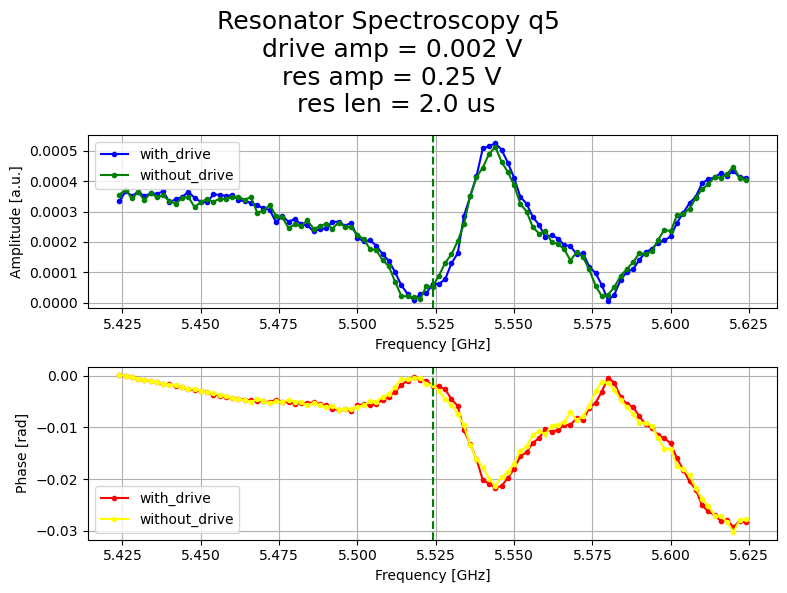 Resonator Spectroscopy q5
drive amp = 0.002 V
res amp = 0.25 V
res len = 2.0 us
Amplitude [a.u.]
0.0005
0.0004
0.0003
0.0002
0.0001
0.0000
with_drive
without_drive
5.425 5.450 5.475 5.500 5.525 5.550 5.575 5.600 5.625
Frequency [GHz]
Phase [rad]
0.00
−0.01
−0.02
−0.03
with_drive
without_drive
5.425 5.450 5.475 5.500 5.525 5.550 5.575 5.600 5.625
Frequency [GHz]